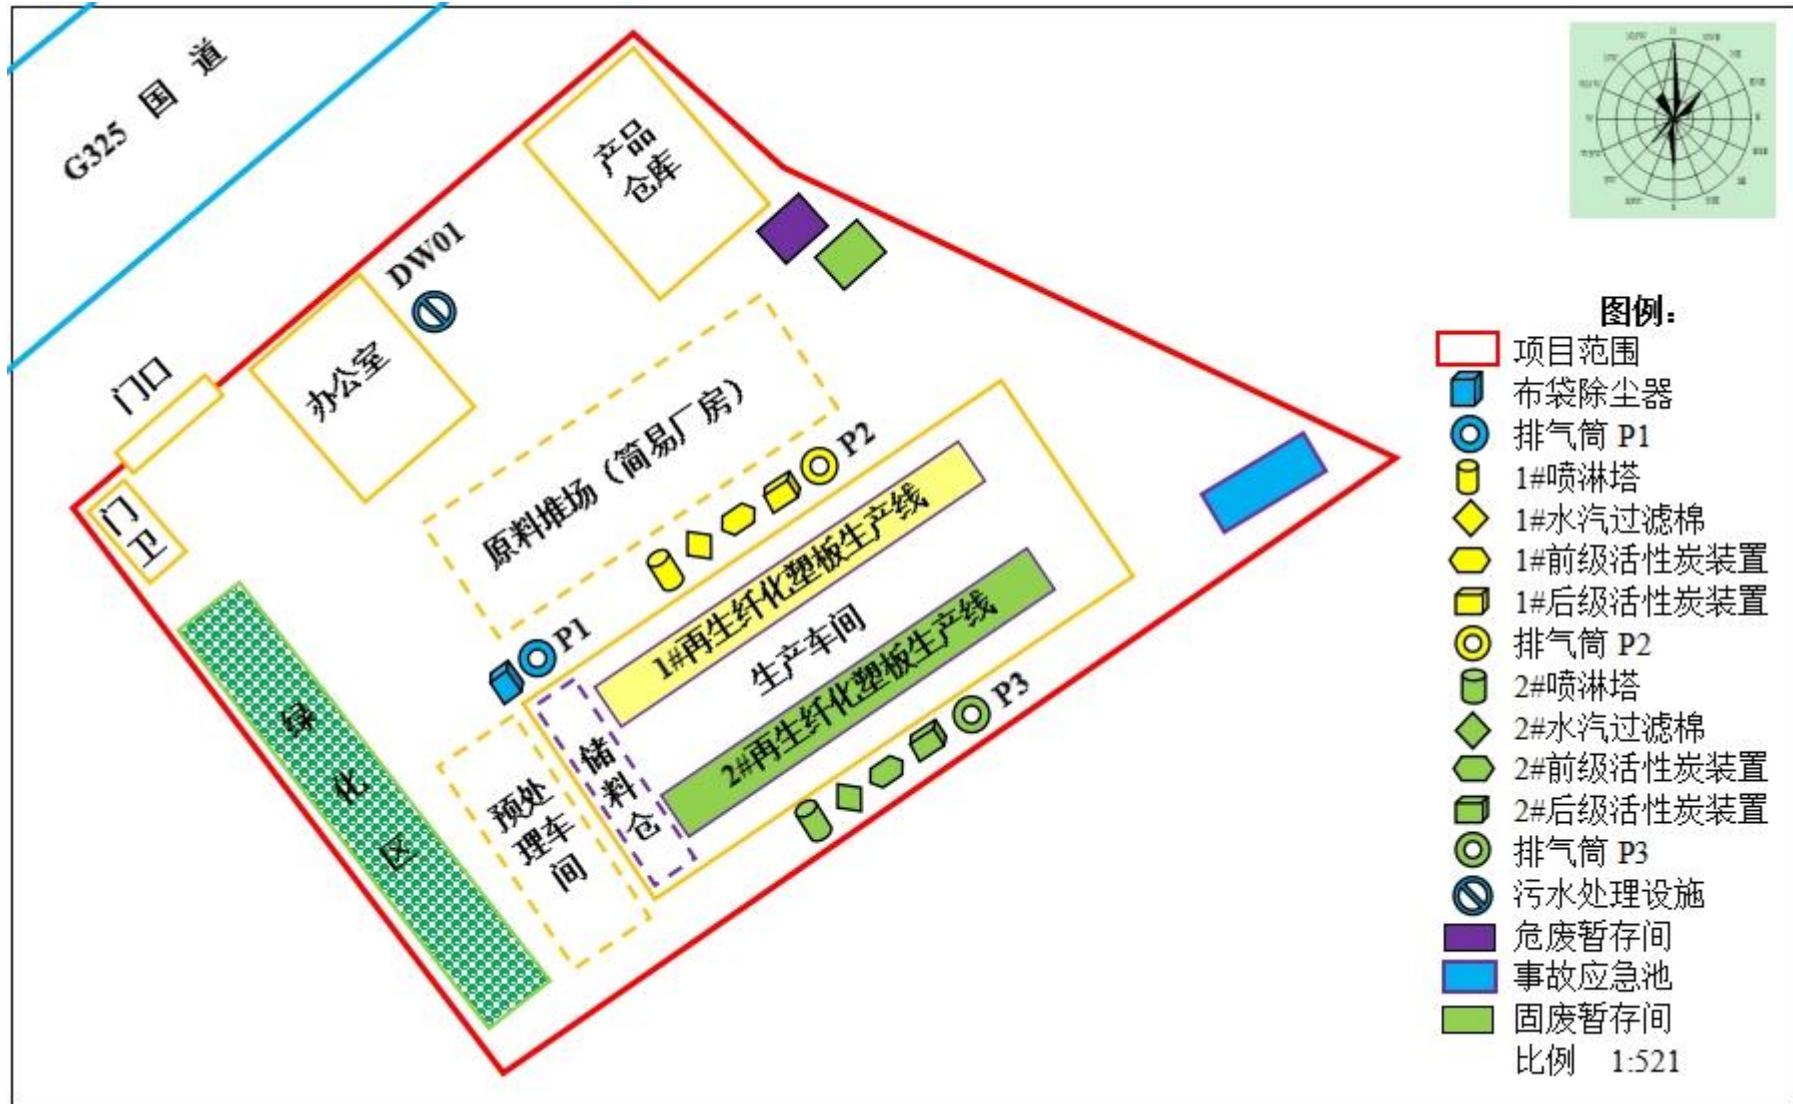 G325 国道
DW01
产品
仓库
门口
办公室
门卫
原料堆场（简易厂房）
P2
P1
1#再生纤化塑板生产线
生产车间
2#再生纤化塑板生产线
P3
储料仓
预处
理车
间
绿化区
图例：
项目范围
布袋除尘器
排气筒 P1
1#喷淋塔
1#水汽过滤棉
1#前级活性炭装置
1#后级活性炭装置
排气筒 P2
2#喷淋塔
2#水汽过滤棉
2#前级活性炭装置
2#后级活性炭装置
排气筒 P3
污水处理设施
危废暂存间
事故应急池
固废暂存间
比例 1:521